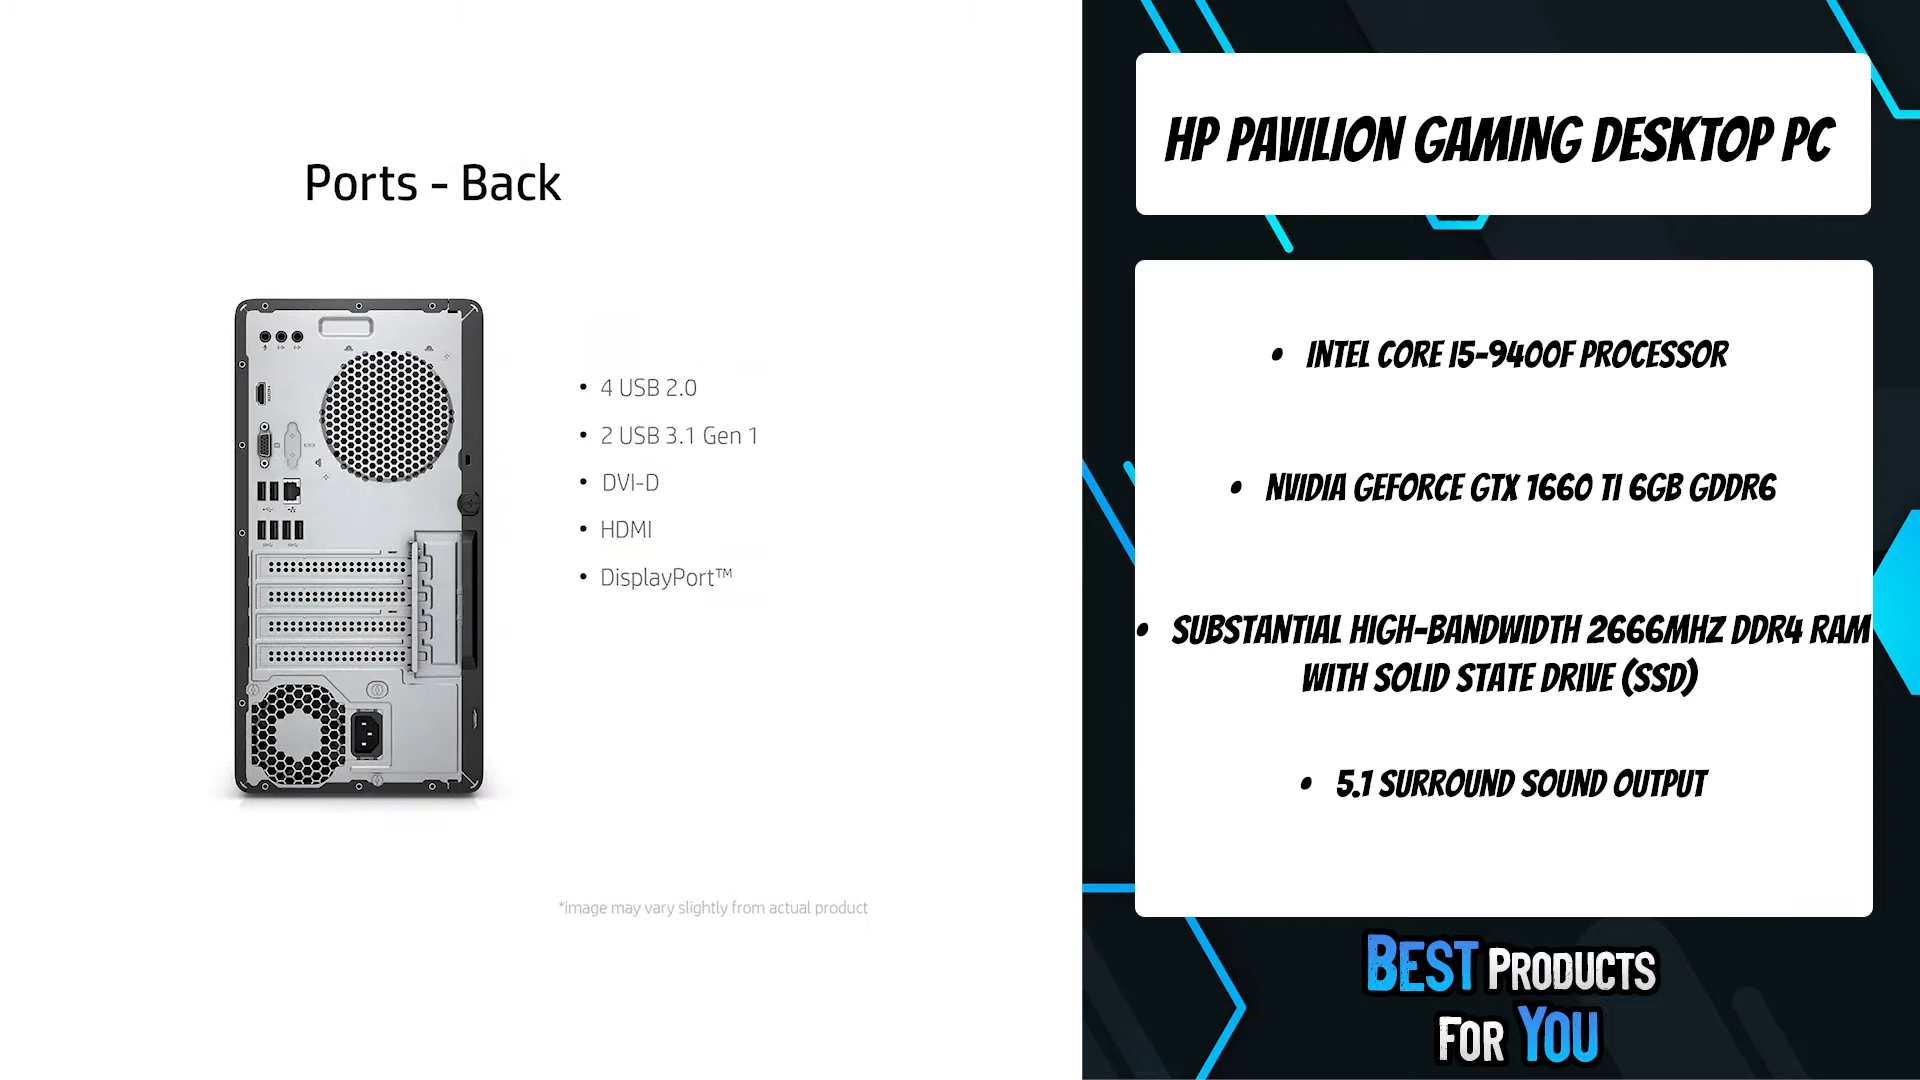 Ports - Back
• 4 USB 2.0
• 2 USB 3.1 Gen 1
• DVI-D
• HDMI
• DisplayPort™
*image may vary slightly from actual product
HP PAVILION GAMING DESKTOP PC
• INTEL CORE I5-9400F PROCESSOR
• NVIDIA GEFORCE GTX 1660 TI 6GB GDDR6
• SUBSTANTIAL HIGH-BANDWIDTH 2666MHZ DDR4 RAM
WITH SOLID STATE DRIVE (SSD)
• 5.1 SURROUND SOUND OUTPUT
BEST PRODUCTS
FOR YOU